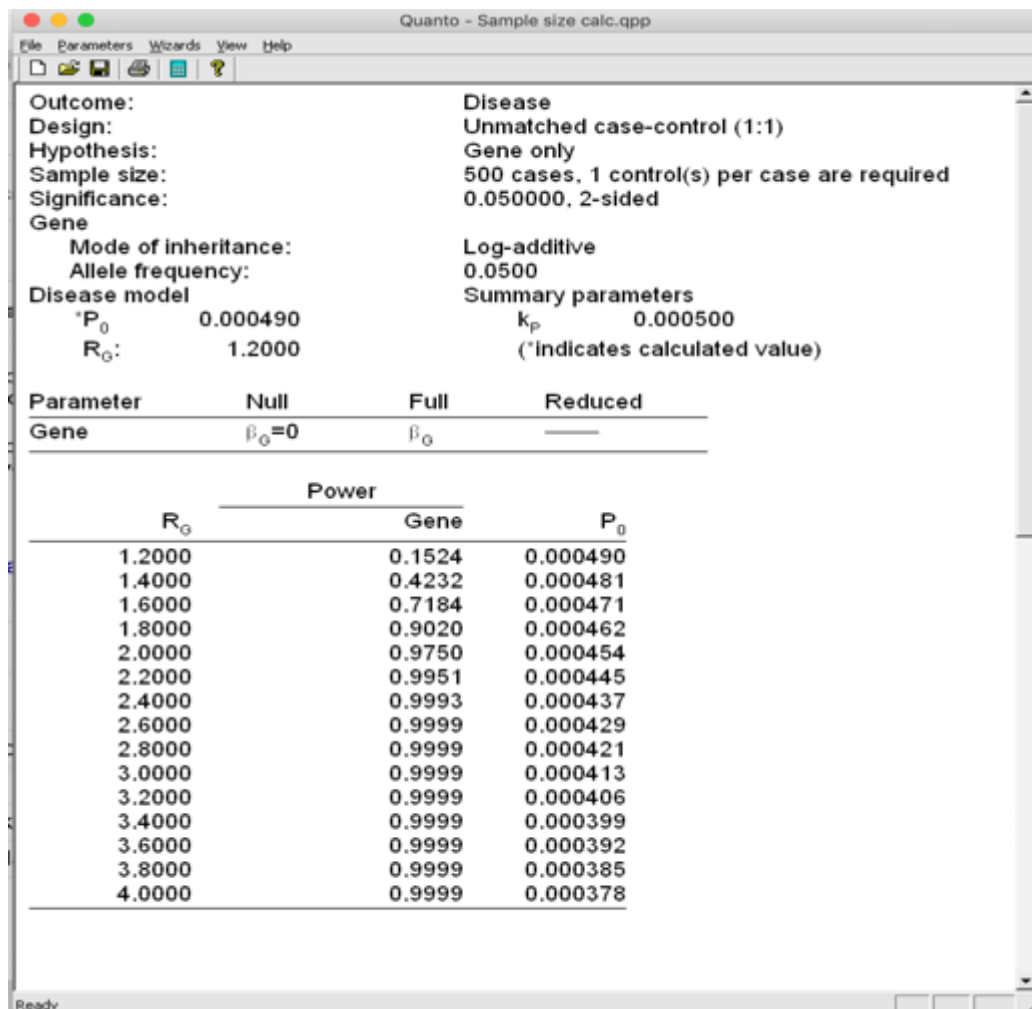 Quanto - Sample size calc.qpp
File Parameters Wizards View Help
Outcome: Disease
Design: Unmatched case-control (1:1)
Hypothesis: Gene only
Sample size: 500 cases, 1 control(s) per case are required
Significance: 0.050000, 2-sided
Gene
Mode of inheritance: Log-additive
Allele frequency: 0.0500
Disease model Summary parameters
*P0 0.000490 kP 0.000500
RG: 1.2000 (*indicates calculated value)
Parameter Null Full Reduced
Gene βG=0 βG ——
Power
RG Gene P0
1.2000 0.1524 0.000490
1.4000 0.4232 0.000481
1.6000 0.7184 0.000471
1.8000 0.9020 0.000462
2.0000 0.9750 0.000454
2.2000 0.9951 0.000445
2.4000 0.9993 0.000437
2.6000 0.9999 0.000429
2.8000 0.9999 0.000421
3.0000 0.9999 0.000413
3.2000 0.9999 0.000406
3.4000 0.9999 0.000399
3.6000 0.9999 0.000392
3.8000 0.9999 0.000385
4.0000 0.9999 0.000378
Ready